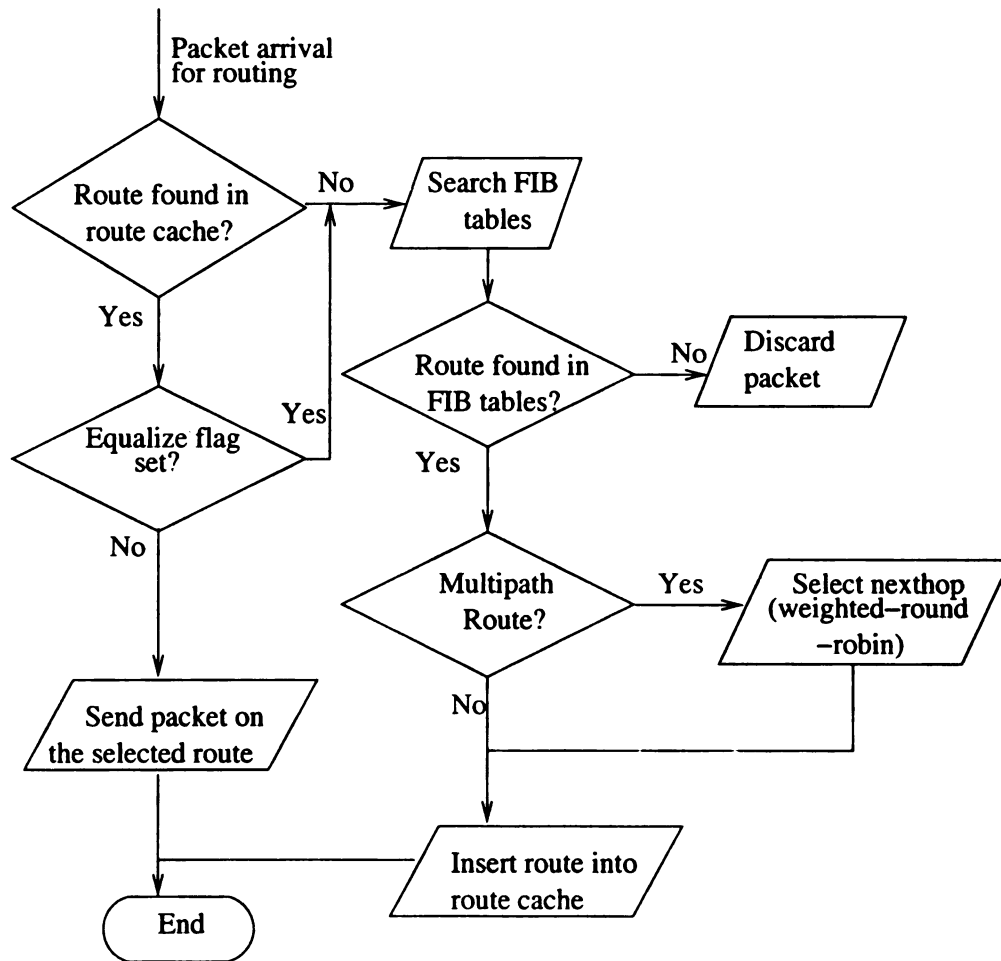 Packet arrival
for routing
Route found in
route cache?
No
Search FIB
tables
Yes
Route found in
FIB tables?
No
Discard
packet
Equalize flag
set?
Yes
Yes
No
Multipath
Route?
Yes
Select nexthop
(weighted–round
–robin)
No
Send packet on
the selected route
Insert route into
route cache
End